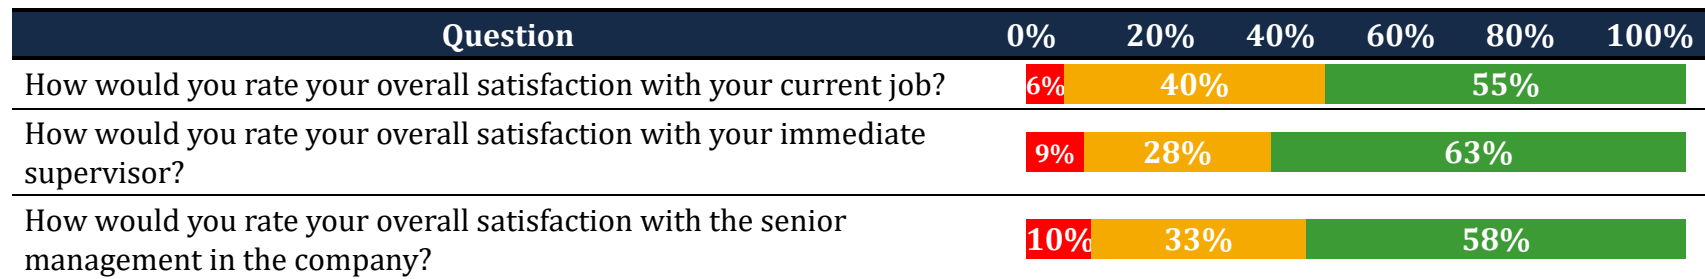 Question 0% 20% 40% 60% 80% 100%
How would you rate your overall satisfaction with your current job? 6% 40% 55%
How would you rate your overall satisfaction with your immediate
supervisor?
9% 28% 63%
How would you rate your overall satisfaction with the senior
management in the company?
10% 33% 58%